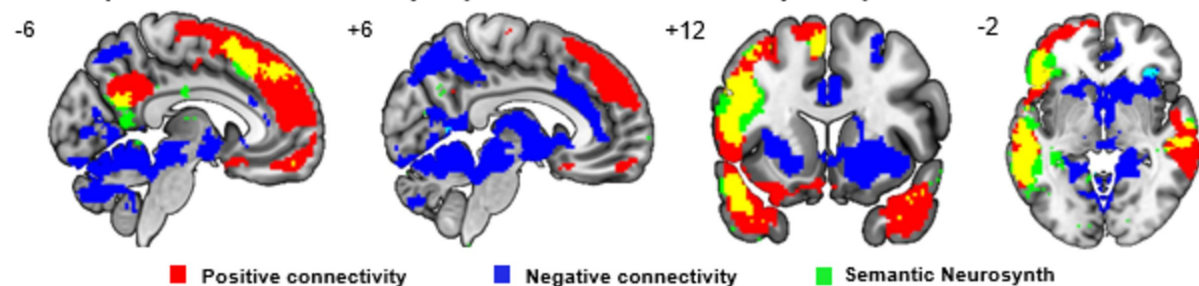 -6
+6
+12
-2
Positive connectivity
Negative connectivity
Semantic Neurosynth